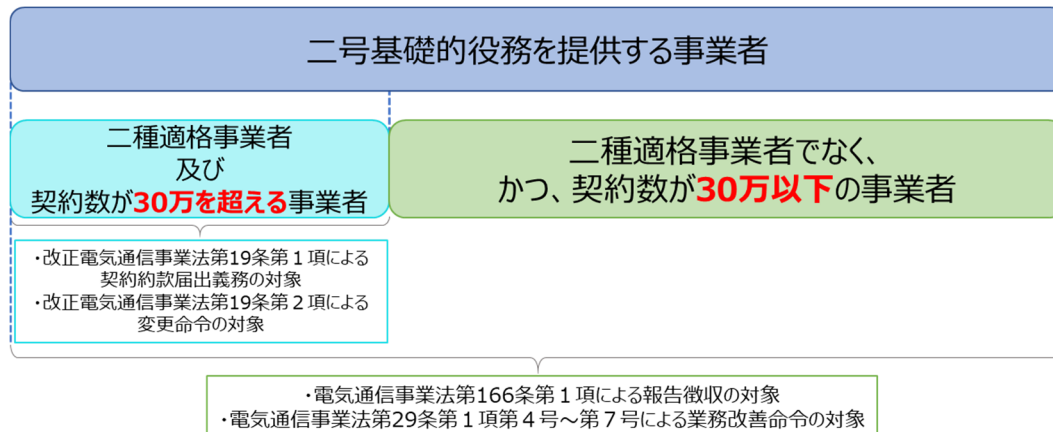 二号基礎的役務を提供する事業者
二種適格事業者
及び
契約数が30万を超える事業者
二種適格事業者でなく、
かつ、契約数が30万以下の事業者
・改正電気通信事業法第19条第１項による
契約約款届出義務の対象
・改正電気通信事業法第19条第２項による
変更命令の対象
・電気通信事業法第166条第１項による報告徴収の対象
・電気通信事業法第29条第１項第４号～第７号による業務改善命令の対象